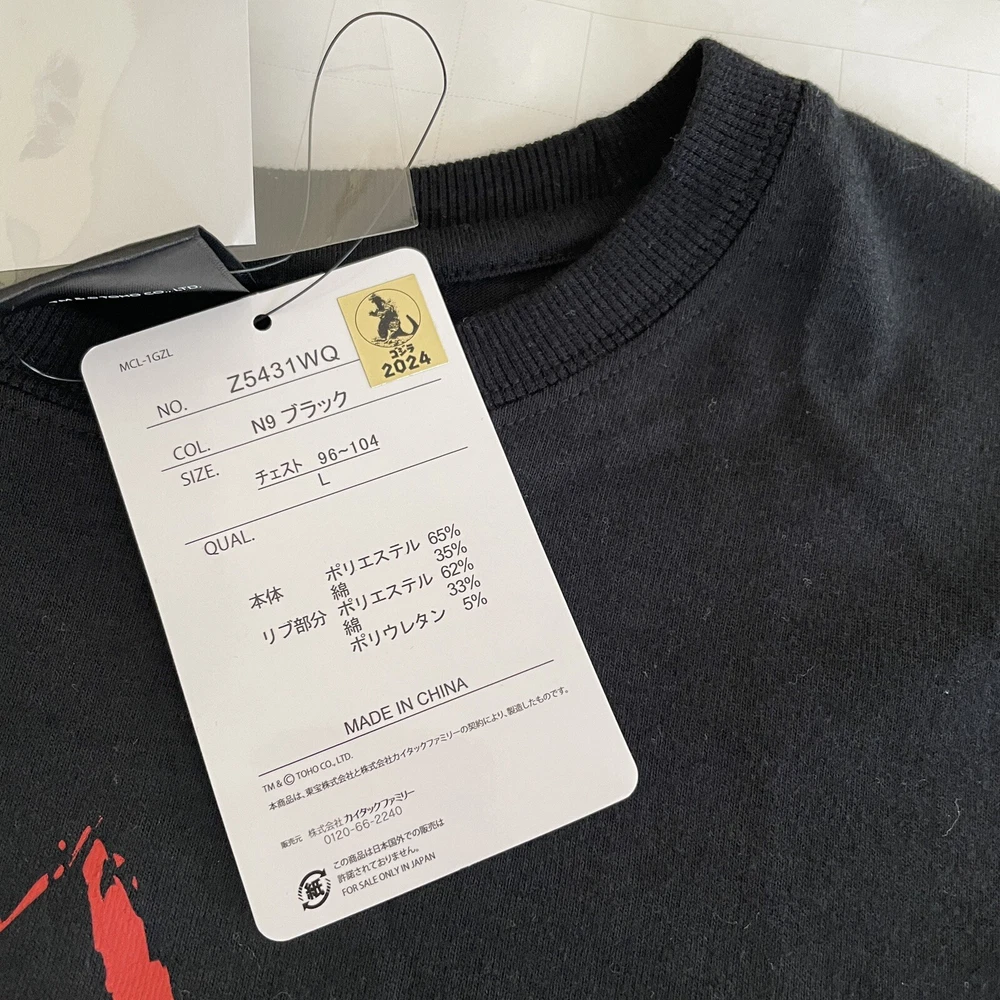 TM & © TOHO CO., LTD.
MCL-1GZL
NO. Z5431WQ
ゴジラ
2024
COL. N9 ブラック
SIZE. チェスト 96~104
L
QUAL.
本体 ポリエステル 65%
綿 35%
リブ部分 ポリエステル 62%
綿 33%
ポリウレタン 5%
MADE IN CHINA
TM & © TOHO CO., LTD.
本商品は、東宝株式会社と株式会社カイタックファミリーの契約により、製造したものです。
販売元 株式会社カイタックファミリー
0120-66-2240
紙
この商品は日本国外での販売は
許諾されておりません。
FOR SALE ONLY IN JAPAN